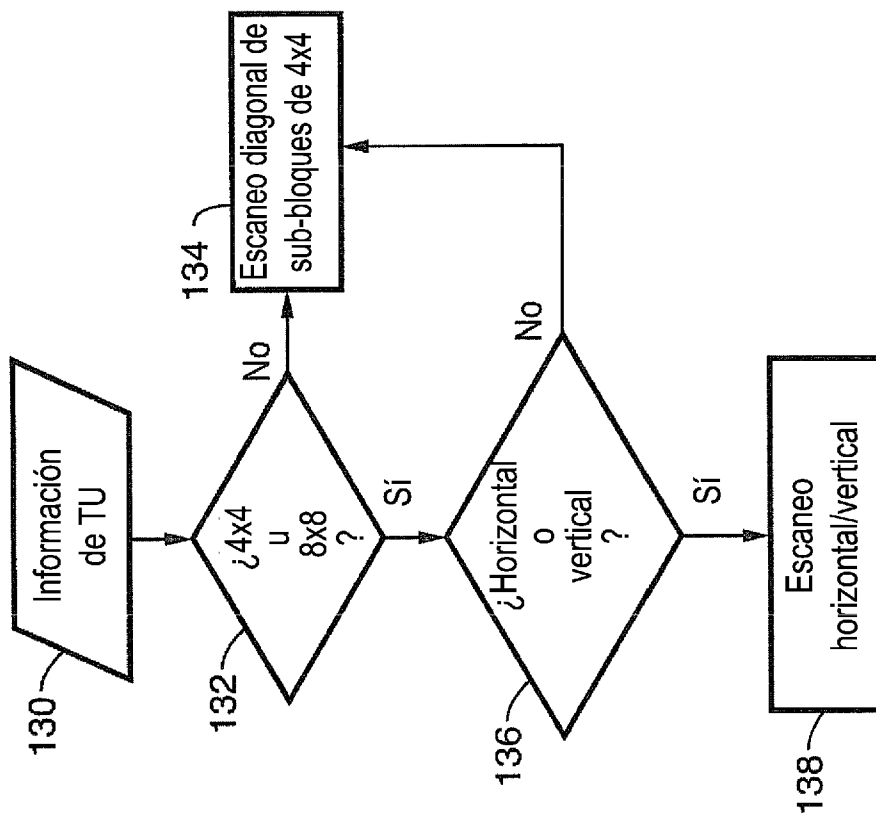 130
Información
de TU
132
¿4x4
u
8x8
?
No
Sí
134
Escaneo diagonal de
sub-bloques de 4x4
136
¿Horizontal
o
vertical
?
No
Sí
138
Escaneo
horizontal/vertical